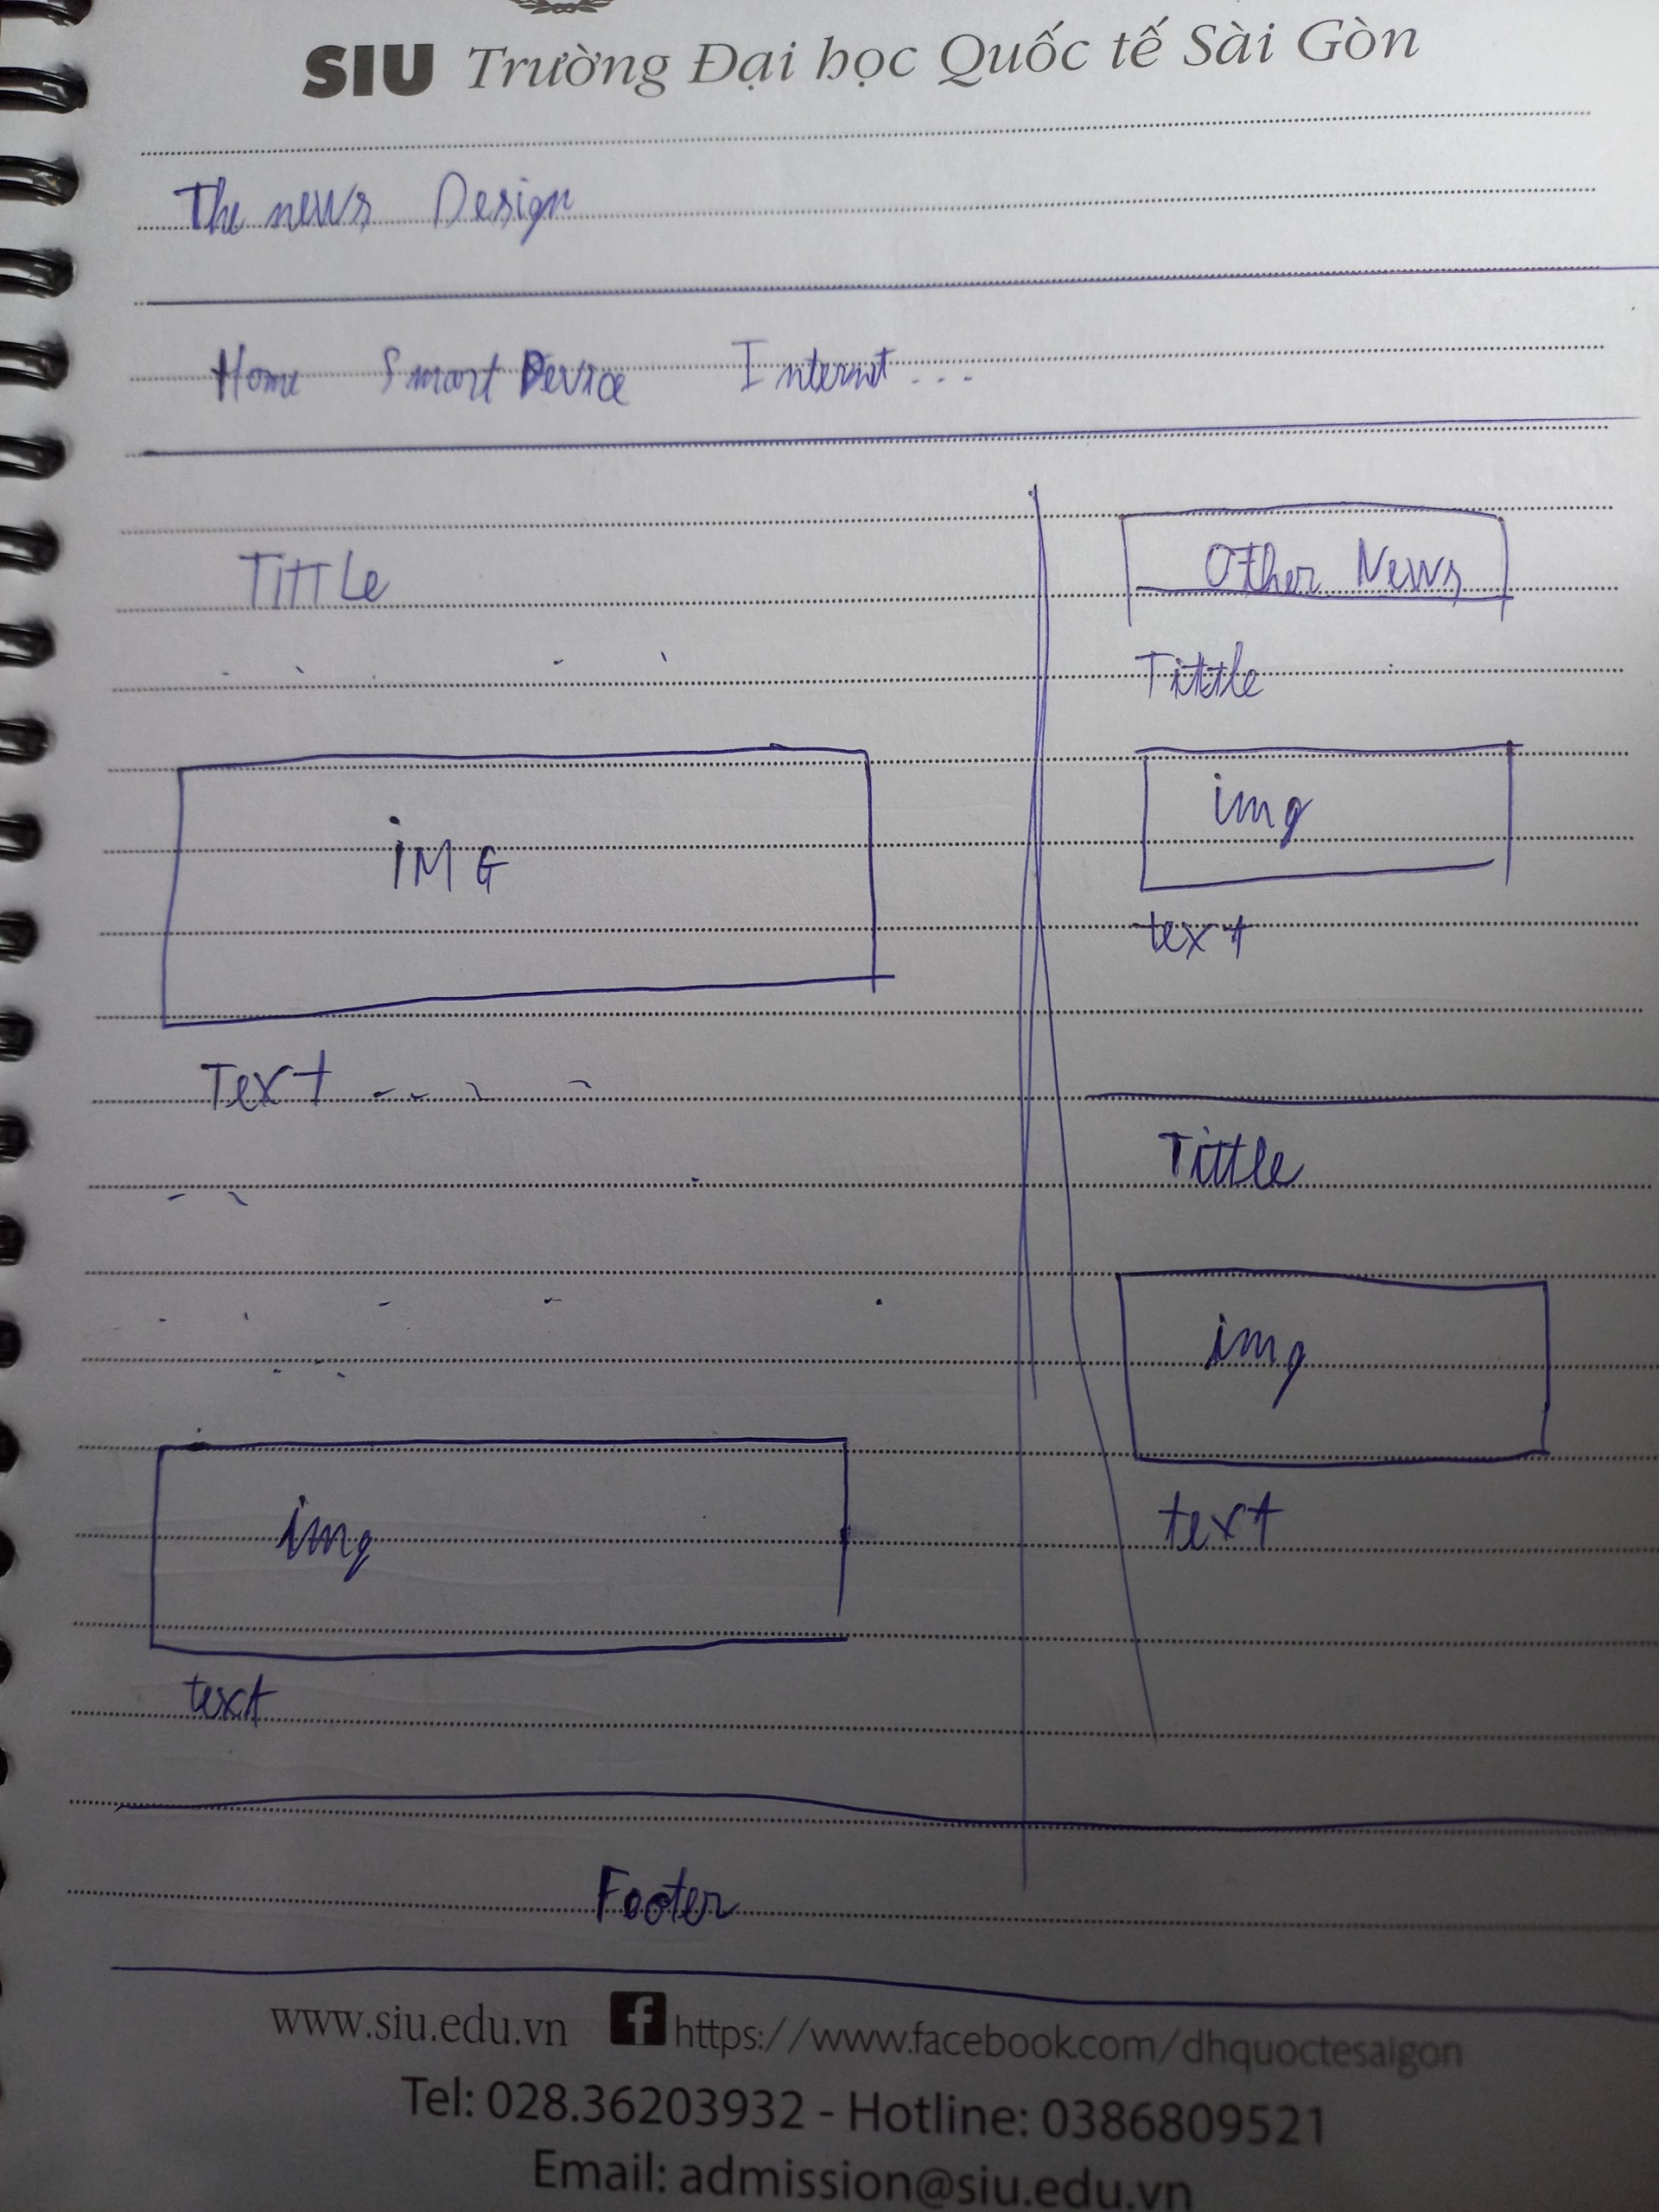 SIU Trường Đại học Quốc tế Sài Gòn
The news Design
Home Smart Device Internet...
TITTLe
Other News
Tittle
iMG
img
text
Text
Tittle
img
img
text
text
Footer
www.siu.edu.vn f https://www.facebook.com/dhquoctesaigon
Tel: 028.36203932 - Hotline: 0386809521
Email: admission@siu.edu.vn